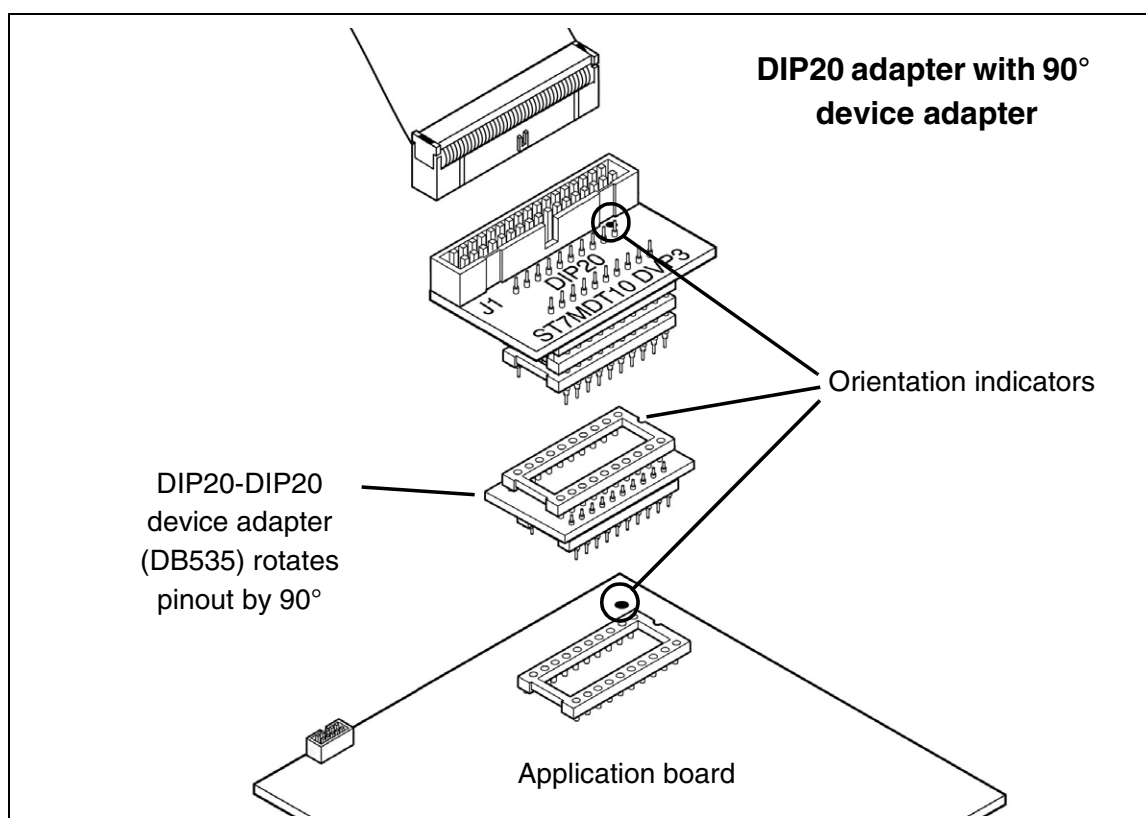 DIP20 adapter with 90°
device adapter
J1
DIP20
ST7MDT10 DVP3
Orientation indicators
DIP20-DIP20
device adapter
(DB535) rotates
pinout by 90°
Application board